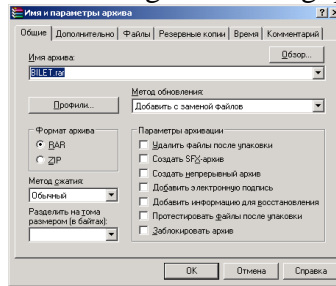 Имя и параметры архива
Общие Дополнительно Файлы Резервные копии Время Комментарий
Имя архива:
Обзор...
BILET.rar
Профили...
Метод обновления:
Добавить с заменой файлов
Формат архива
RAR
ZIP
Метод сжатия:
Обычный
Разделить на тома размером (в байтах):
Параметры архивации
Удалить файлы после упаковки
Создать SFX-архив
Создать непрерывный архив
Добавить электронную подпись
Добавить информацию для восстановления
Протестировать файлы после упаковки
Заблокировать архив
OK Отмена Справка